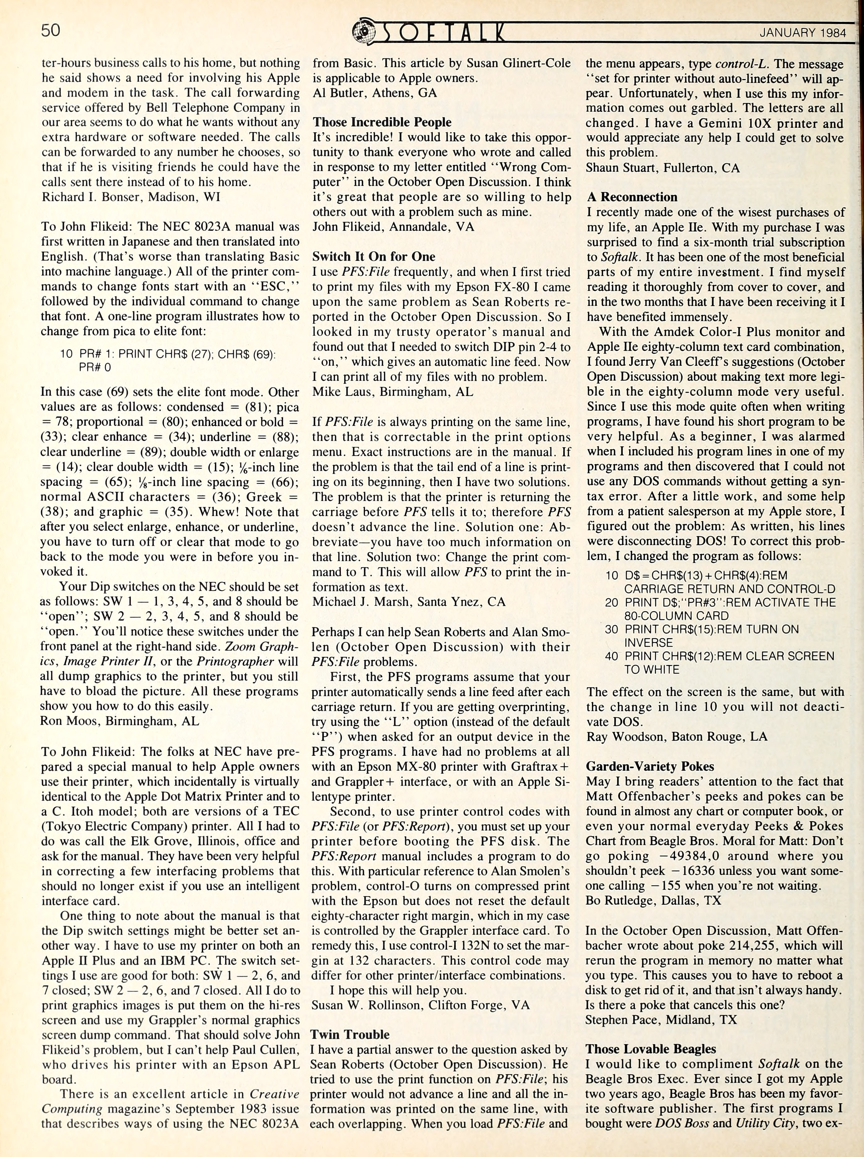 50
SOFTALK
JANUARY 1984
ter-hours business calls to his home, but nothing
he said shows a need for involving his Apple
and modem in the task. The call forwarding
service offered by Bell Telephone Company in
our area seems to do what he wants without any
extra hardware or software needed. The calls
can be forwarded to any number he chooses, so
that if he is visiting friends he could have the
calls sent there instead of to his home.
Richard I. Bonser, Madison, WI
To John Flikeid: The NEC 8023A manual was
first written in Japanese and then translated into
English. (That's worse than translating Basic
into machine language.) All of the printer com-
mands to change fonts start with an "ESC,"
followed by the individual command to change
that font. A one-line program illustrates how to
change from pica to elite font:
10 PR# 1: PRINT CHR$ (27); CHR$ (69):
PR# 0
In this case (69) sets the elite font mode. Other
values are as follows: condensed = (81); pica
= 78; proportional = (80); enhanced or bold =
(33); clear enhance = (34); underline = (88);
clear underline = (89); double width or enlarge
= (14); clear double width = (15); ⅙-inch line
spacing = (65); ⅛-inch line spacing = (66);
normal ASCII characters = (36); Greek =
(38); and graphic = (35). Whew! Note that
after you select enlarge, enhance, or underline,
you have to turn off or clear that mode to go
back to the mode you were in before you in-
voked it.
Your Dip switches on the NEC should be set
as follows: SW 1 — 1, 3, 4, 5, and 8 should be
"open"; SW 2 — 2, 3, 4, 5, and 8 should be
"open." You'll notice these switches under the
front panel at the right-hand side. Zoom Graph-
ics, Image Printer II, or the Printographer will
all dump graphics to the printer, but you still
have to bload the picture. All these programs
show you how to do this easily.
Ron Moos, Birmingham, AL
To John Flikeid: The folks at NEC have pre-
pared a special manual to help Apple owners
use their printer, which incidentally is virtually
identical to the Apple Dot Matrix Printer and to
a C. Itoh model; both are versions of a TEC
(Tokyo Electric Company) printer. All I had to
do was call the Elk Grove, Illinois, office and
ask for the manual. They have been very helpful
in correcting a few interfacing problems that
should no longer exist if you use an intelligent
interface card.
One thing to note about the manual is that
the Dip switch settings might be better set an-
other way. I have to use my printer on both an
Apple II Plus and an IBM PC. The switch set-
tings I use are good for both: SW 1 — 2, 6, and
7 closed; SW 2 — 2, 6, and 7 closed. All I do to
print graphics images is put them on the hi-res
screen and use my Grappler's normal graphics
screen dump command. That should solve John
Flikeid's problem, but I can't help Paul Cullen,
who drives his printer with an Epson APL
board.
There is an excellent article in Creative
Computing magazine's September 1983 issue
that describes ways of using the NEC 8023A
from Basic. This article by Susan Glinert-Cole
is applicable to Apple owners.
Al Butler, Athens, GA
Those Incredible People
It's incredible! I would like to take this oppor-
tunity to thank everyone who wrote and called
in response to my letter entitled "Wrong Com-
puter" in the October Open Discussion. I think
it's great that people are so willing to help
others out with a problem such as mine.
John Flikeid, Annandale, VA
Switch It On for One
I use PFS:File frequently, and when I first tried
to print my files with my Epson FX-80 I came
upon the same problem as Sean Roberts re-
ported in the October Open Discussion. So I
looked in my trusty operator's manual and
found out that I needed to switch DIP pin 2-4 to
"on," which gives an automatic line feed. Now
I can print all of my files with no problem.
Mike Laus, Birmingham, AL
If PFS:File is always printing on the same line,
then that is correctable in the print options
menu. Exact instructions are in the manual. If
the problem is that the tail end of a line is print-
ing on its beginning, then I have two solutions.
The problem is that the printer is returning the
carriage before PFS tells it to; therefore PFS
doesn't advance the line. Solution one: Ab-
breviate—you have too much information on
that line. Solution two: Change the print com-
mand to T. This will allow PFS to print the in-
formation as text.
Michael J. Marsh, Santa Ynez, CA
Perhaps I can help Sean Roberts and Alan Smo-
len (October Open Discussion) with their
PFS:File problems.
First, the PFS programs assume that your
printer automatically sends a line feed after each
carriage return. If you are getting overprinting,
try using the "L" option (instead of the default
"P") when asked for an output device in the
PFS programs. I have had no problems at all
with an Epson MX-80 printer with Graftrax+
and Grappler+ interface, or with an Apple Si-
lentype printer.
Second, to use printer control codes with
PFS:File (or PFS:Report), you must set up your
printer before booting the PFS disk. The
PFS:Report manual includes a program to do
this. With particular reference to Alan Smolen's
problem, control-O turns on compressed print
with the Epson but does not reset the default
eighty-character right margin, which in my case
is controlled by the Grappler interface card. To
remedy this, I use control-I 132N to set the mar-
gin at 132 characters. This control code may
differ for other printer/interface combinations.
I hope this will help you.
Susan W. Rollinson, Clifton Forge, VA
Twin Trouble
I have a partial answer to the question asked by
Sean Roberts (October Open Discussion). He
tried to use the print function on PFS:File; his
printer would not advance a line and all the in-
formation was printed on the same line, with
each overlapping. When you load PFS:File and
the menu appears, type control-L. The message
"set for printer without auto-linefeed" will ap-
pear. Unfortunately, when I use this my infor-
mation comes out garbled. The letters are all
changed. I have a Gemini 10X printer and
would appreciate any help I could get to solve
this problem.
Shaun Stuart, Fullerton, CA
A Reconnection
I recently made one of the wisest purchases of
my life, an Apple IIe. With my purchase I was
surprised to find a six-month trial subscription
to Softalk. It has been one of the most beneficial
parts of my entire investment. I find myself
reading it thoroughly from cover to cover, and
in the two months that I have been receiving it I
have benefited immensely.
With the Amdek Color-I Plus monitor and
Apple IIe eighty-column text card combination,
I found Jerry Van Cleeff's suggestions (October
Open Discussion) about making text more legi-
ble in the eighty-column mode very useful.
Since I use this mode quite often when writing
programs, I have found his short program to be
very helpful. As a beginner, I was alarmed
when I included his program lines in one of my
programs and then discovered that I could not
use any DOS commands without getting a syn-
tax error. After a little work, and some help
from a patient salesperson at my Apple store, I
figured out the problem: As written, his lines
were disconnecting DOS! To correct this prob-
lem, I changed the program as follows:
10 D$=CHR$(13)+CHR$(4):REM
CARRIAGE RETURN AND CONTROL-D
20 PRINT D$;"PR#3":REM ACTIVATE THE
80-COLUMN CARD
30 PRINT CHR$(15):REM TURN ON
INVERSE
40 PRINT CHR$(12):REM CLEAR SCREEN
TO WHITE
The effect on the screen is the same, but with
the change in line 10 you will not deacti-
vate DOS.
Ray Woodson, Baton Rouge, LA
Garden-Variety Pokes
May I bring readers' attention to the fact that
Matt Offenbacher's peeks and pokes can be
found in almost any chart or computer book, or
even your normal everyday Peeks & Pokes
Chart from Beagle Bros. Moral for Matt: Don't
go poking −49384,0 around where you
shouldn't peek −16336 unless you want some-
one calling −155 when you're not waiting.
Bo Rutledge, Dallas, TX
In the October Open Discussion, Matt Offen-
bacher wrote about poke 214,255, which will
rerun the program in memory no matter what
you type. This causes you to have to reboot a
disk to get rid of it, and that isn't always handy.
Is there a poke that cancels this one?
Stephen Pace, Midland, TX
Those Lovable Beagles
I would like to compliment Softalk on the
Beagle Bros Exec. Ever since I got my Apple
two years ago, Beagle Bros has been my favor-
ite software publisher. The first programs I
bought were DOS Boss and Utility City, two ex-